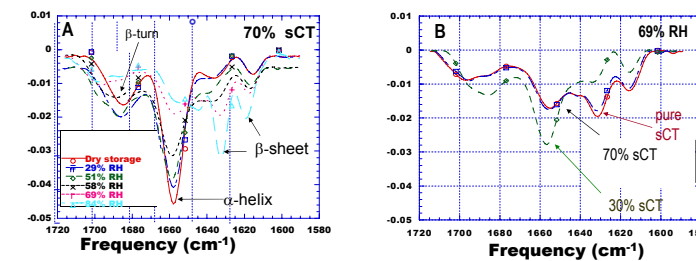 A
70% sCT
β-turn
β-sheet
α-helix
0.01
0
-0.01
-0.02
-0.03
-0.04
-0.05
Dry storage
29% RH
51% RH
58% RH
69% RH
1720 1700 1680 1660 1640 1620 1600 1580
Frequency (cm-1)
B
69% RH
0.01
0
-0.01
-0.02
-0.03
-0.04
-0.05
pure
sCT
70% sCT
30% sCT
1720 1700 1680 1660 1640 1620 1600
Frequency (cm-1)